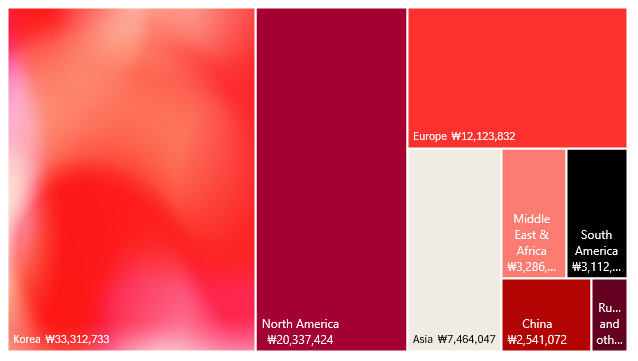 Korea ₩33,312,733
North America
₩20,337,424
Europe ₩12,123,832
Asia ₩7,464,047
Middle
East &
Africa
₩3,286,...
South
America
₩3,112,...
China
₩2,541,072
Ru...
and
oth...